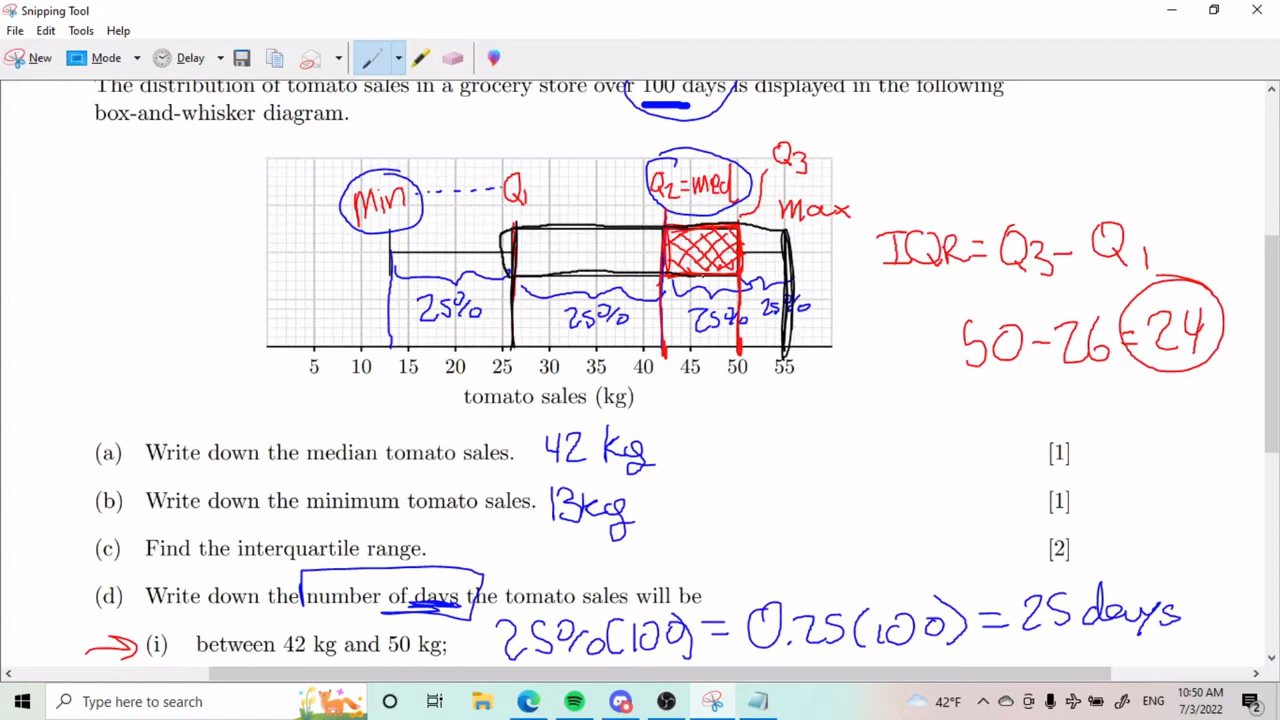 Snipping Tool
File Edit Tools Help
New Mode Delay
The distribution of tomato sales in a grocery store over 100 days is displayed in the following
box-and-whisker diagram.
Min Q1 Q2=med Q3
max
25% 25% 25% 25%
5 10 15 20 25 30 35 40 45 50 55
tomato sales (kg)
IQR= Q3- Q1
50-26=24
(a) Write down the median tomato sales. 42 kg [1]
(b) Write down the minimum tomato sales. 13kg [1]
(c) Find the interquartile range. [2]
(d) Write down the number of days the tomato sales will be
(i) between 42 kg and 50 kg; 25%(100) = 0.25(100) = 25 days
Type here to search 42°F ENG 10:50 AM
7/3/2022 2